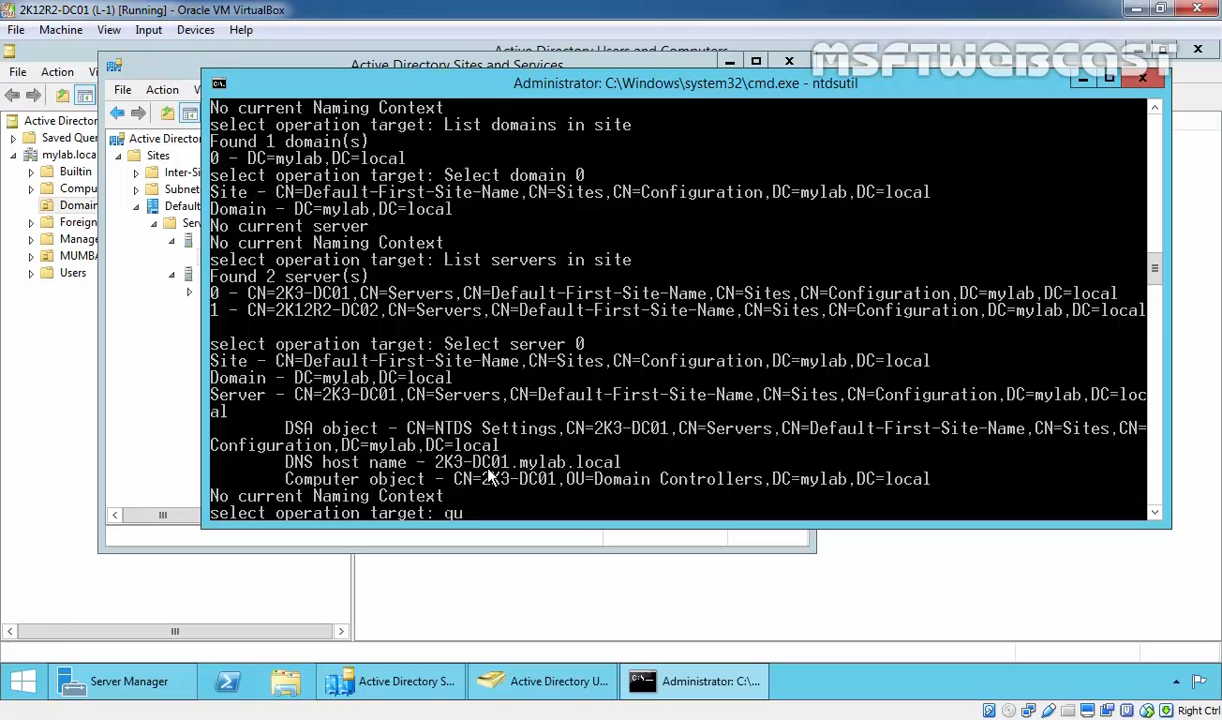 2K12R2-DC01 (L-1) [Running] - Oracle VM VirtualBox
File Machine View Input Devices Help
MSFTWEBCAST
Active Directory Users and Computers
File Action
Active Directory Sites and Services
File Action
Active Director
Saved Quer
mylab.loca
Builtin
Compu
Domain
Foreign
Manage
MUMBA
Users
Active Director
Sites
Inter-Si
Subnet
Default
Ser
Administrator: C:\Windows\system32\cmd.exe - ntdsutil
No current Naming Context
select operation target: List domains in site
Found 1 domain(s)
0 - DC=mylab,DC=local
select operation target: Select domain 0
Site - CN=Default-First-Site-Name,CN=Sites,CN=Configuration,DC=mylab,DC=local
Domain - DC=mylab,DC=local
No current server
No current Naming Context
select operation target: List servers in site
Found 2 server(s)
0 - CN=2K3-DC01,CN=Servers,CN=Default-First-Site-Name,CN=Sites,CN=Configuration,DC=mylab,DC=local
1 - CN=2K12R2-DC02,CN=Servers,CN=Default-First-Site-Name,CN=Sites,CN=Configuration,DC=mylab,DC=local
select operation target: Select server 0
Site - CN=Default-First-Site-Name,CN=Sites,CN=Configuration,DC=mylab,DC=local
Domain - DC=mylab,DC=local
Server - CN=2K3-DC01,CN=Servers,CN=Default-First-Site-Name,CN=Sites,CN=Configuration,DC=mylab,DC=loc
al
DSA object - CN=NTDS Settings,CN=2K3-DC01,CN=Servers,CN=Default-First-Site-Name,CN=Sites,CN=
Configuration,DC=mylab,DC=local
DNS host name - 2K3-DC01.mylab.local
Computer object - CN=2K3-DC01,OU=Domain Controllers,DC=mylab,DC=local
No current Naming Context
select operation target: qu
Server Manager
Active Directory S...
Active Directory U...
Administrator: C:\...
Right Ctrl